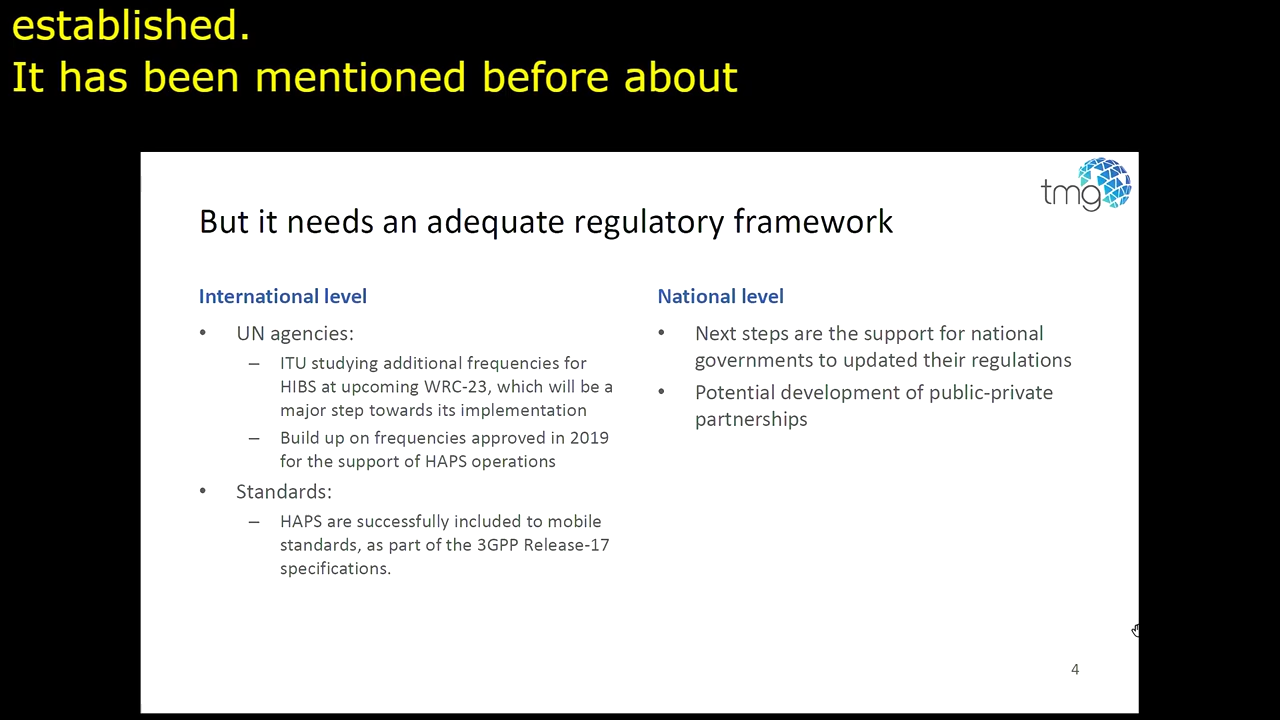 established.
It has been mentioned before about
tmg
But it needs an adequate regulatory framework
International level
• UN agencies:
– ITU studying additional frequencies for
HIBS at upcoming WRC-23, which will be a
major step towards its implementation
– Build up on frequencies approved in 2019
for the support of HAPS operations
• Standards:
– HAPS are successfully included to mobile
standards, as part of the 3GPP Release-17
specifications.
National level
• Next steps are the support for national
governments to updated their regulations
• Potential development of public-private
partnerships
4